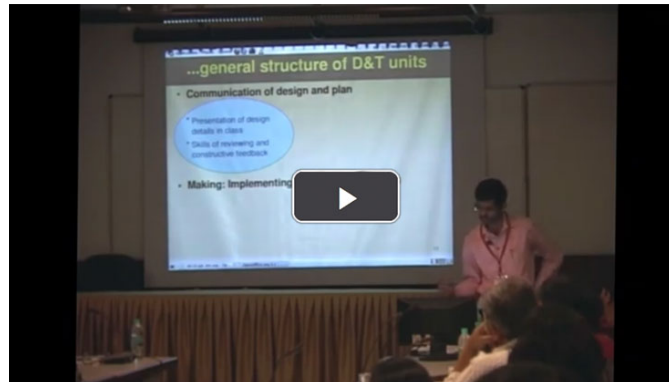 ...general structure of D&T units
• Communication of design and plan
• Presentation of design
details in class
• Skills of reviewing and
constructive feedback
• Making: Implementing